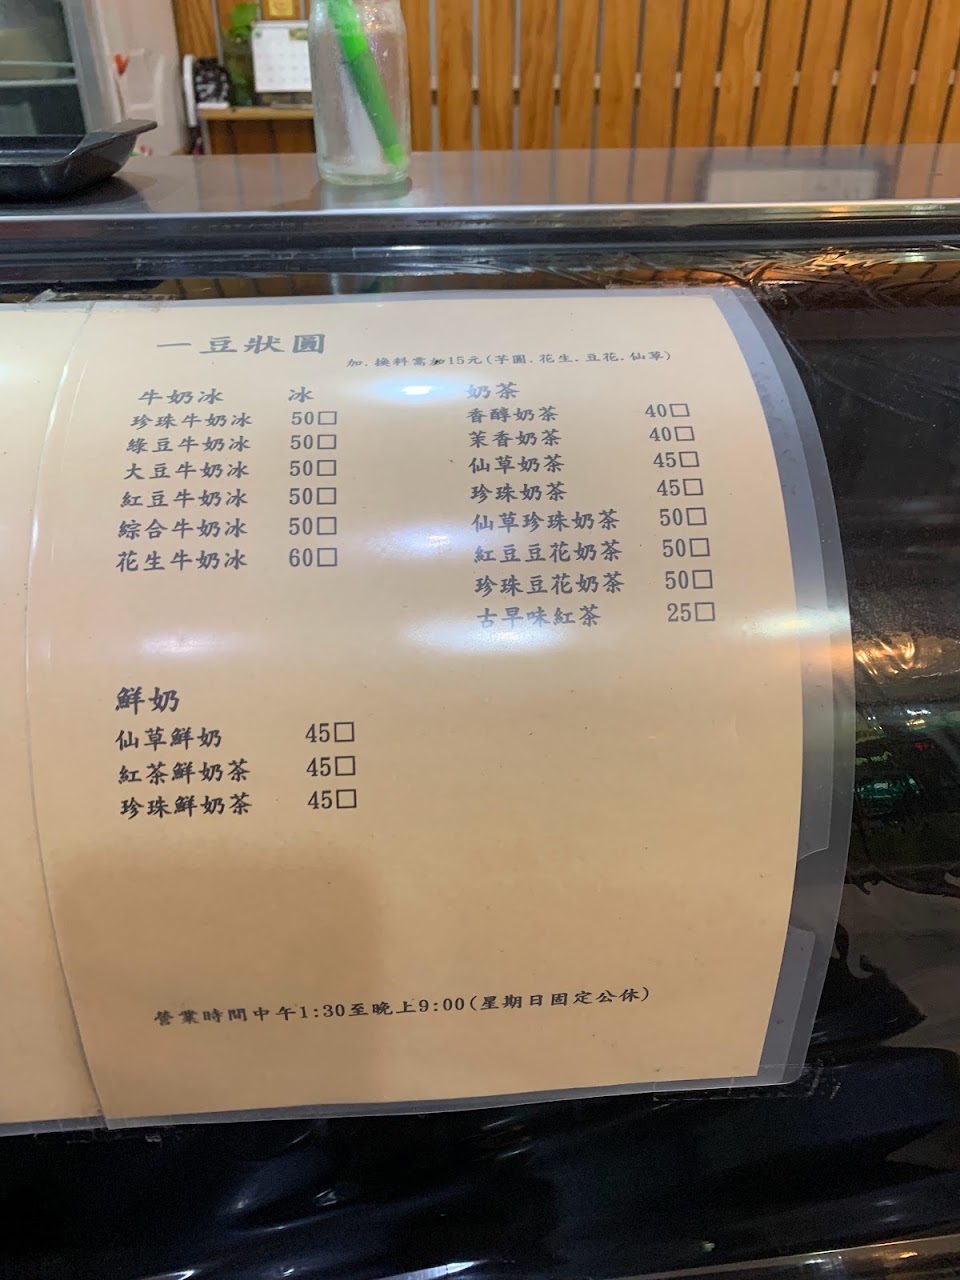 一豆狀圓
加.換料需加15元(芋圓.花生.豆花.仙草)
牛奶冰 冰
珍珠牛奶冰 50□
綠豆牛奶冰 50□
大豆牛奶冰 50□
紅豆牛奶冰 50□
綜合牛奶冰 50□
花生牛奶冰 60□
奶茶
香醇奶茶 40□
茉香奶茶 40□
仙草奶茶 45□
珍珠奶茶 45□
仙草珍珠奶茶 50□
紅豆豆花奶茶 50□
珍珠豆花奶茶 50□
古早味紅茶 25□
鮮奶
仙草鮮奶 45□
紅茶鮮奶茶 45□
珍珠鮮奶茶 45□
營業時間中午1:30至晚上9:00(星期日固定公休)